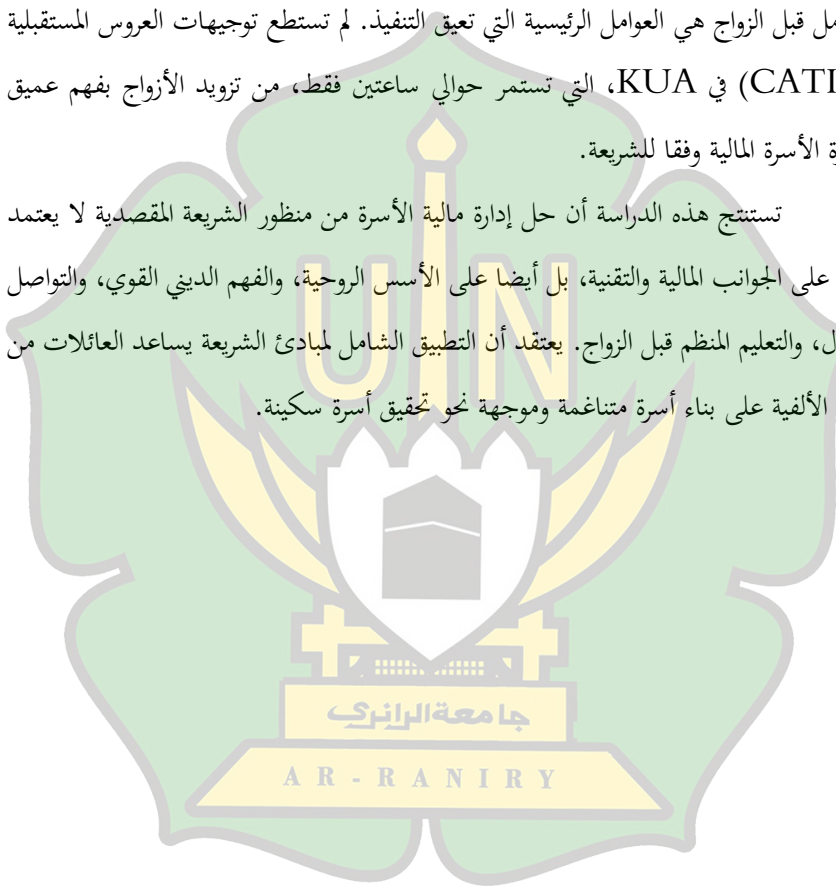 قبل الزواج هي العوامل الرئيسية التي تعيق التنفيذ. لم تستطع توجيهات العروس المستقبلية
في KUA، التي تستمر حوالي ساعتين فقط، من تزويد الأزواج بفهم عميق
الأسرة المالية وفقا للشريعة.
تستنتج هذه الدراسة أن حل إدارة مالية الأسرة من منظور الشريعة المقصدية لا يعتمد
على الجوانب المالية والتقنية، بل أيضا على الأسس الروحية، والفهم الديني القوي، والتواصل
والتعليم المنظم قبل الزواج. يعتقد أن التطبيق الشامل لمبادئ الشريعة يساعد العائلات من
الألفية على بناء أسرة متناغمة وموجهة نحو تحقيق أسرة سكينة.
UIN
جامعة الرانري
AR-RANIRY